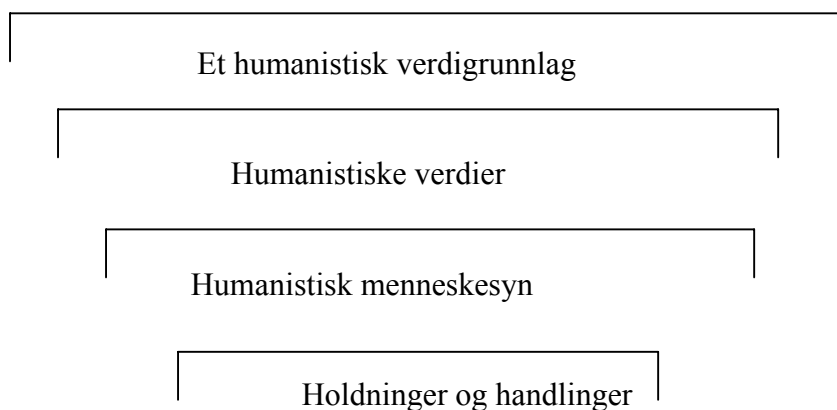 Et humanistisk verdigrunnlag
Humanistiske verdier
Humanistisk menneskesyn
Holdninger og handlinger